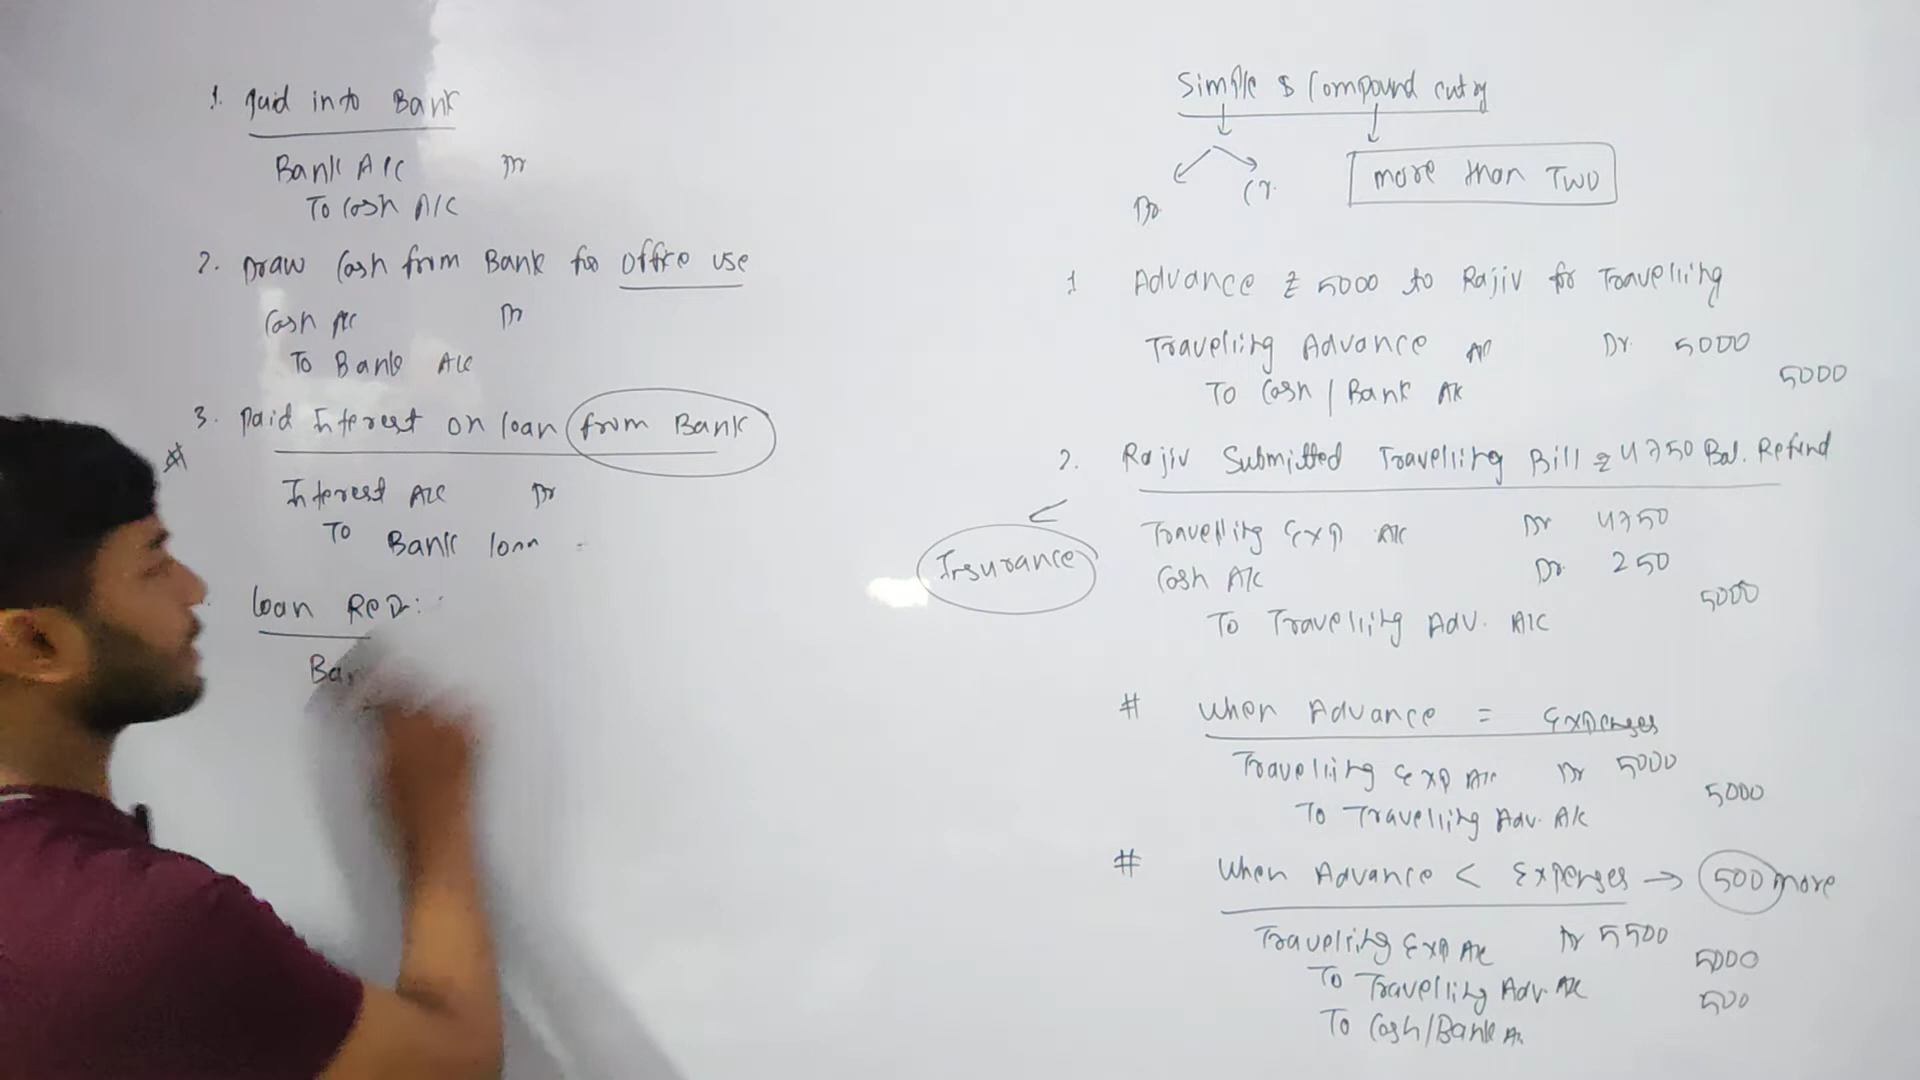 1. Paid into Bank
Bank A/C Dr
To Cash A/C
2. Draw Cash from Bank for office use
Cash A/C Dr
To Bank A/C
3. Paid Interest on loan from Bank
Interest A/C Dr
To Bank loan
loan Rep:
Ban
Simple & Compound entry
Dr. Cr.
more than Two
1 Advance ₹ 5000 to Rajiv for Travelling
Travelling Advance A/C Dr. 5000
To Cash / Bank A/C 5000
2. Rajiv Submitted Travelling Bill ₹ 4750 Bal. Refund
< Insurance
Travelling Exp A/C Dr 4750
Cash A/C Dr. 250
To Travelling Adv. A/C 5000
# When Advance = Expenses
Travelling Exp A/C Dr 5000
To Travelling Adv. A/C 5000
# When Advance < Expenses → 500 more
Travelling Exp A/C Dr 5500
To Travelling Adv. A/C 5000
To Cash/Bank A/C 500